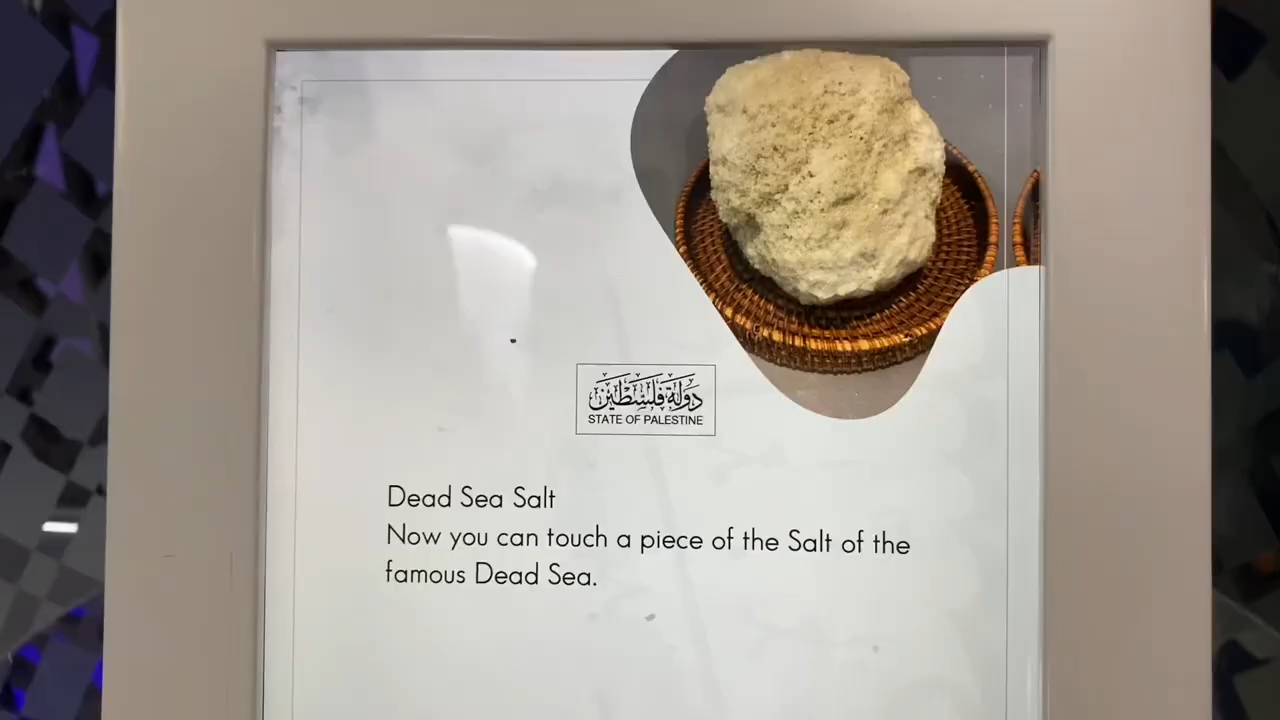 دولة فلسطين
STATE OF PALESTINE
Dead Sea Salt
Now you can touch a piece of the Salt of the
famous Dead Sea.